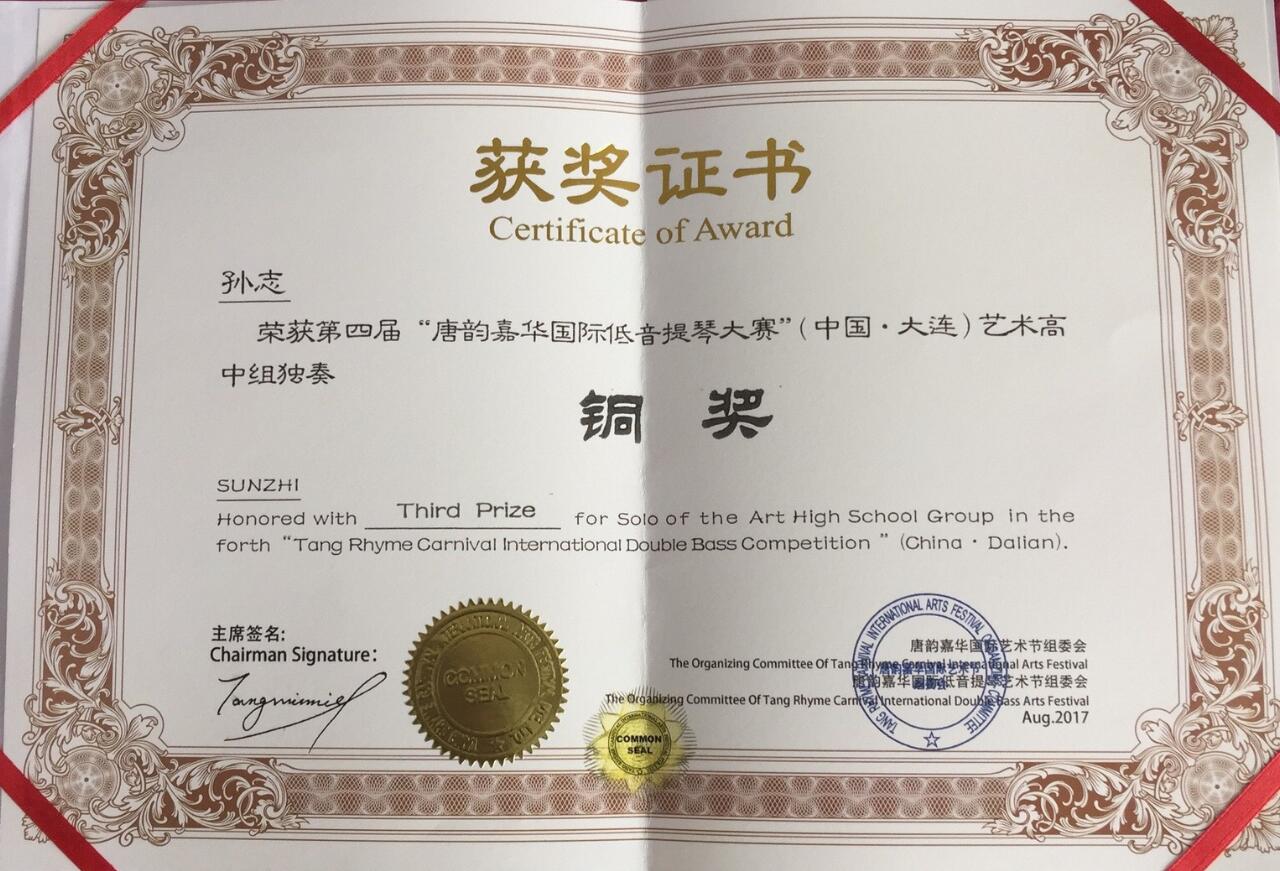 获奖证书
Certificate of Award
孙志
荣获第四届“唐韵嘉华国际低音提琴大赛”(中国·大连)艺术高
中组独奏
铜 奖
SUNZHI
Honored with Third Prize for Solo of the Art High School Group in the
forth “Tang Rhyme Carnival International Double Bass Competition ” (China · Dalian).
主席签名:
Chairman Signature:
唐韵嘉华国际艺术节组委会
The Organizing Committee Of Tang Rhyme Carnival International Arts Festival
唐韵嘉华国际低音提琴艺术节组委会
The Organizing Committee Of Tang Rhyme Carnival International Double Bass Arts Festival
Aug.2017
COMMON
SEAL
COMMON
SEAL
TANG RHYME CARNIVAL INTERNATIONAL ARTS FESTIVAL COMMITTEE